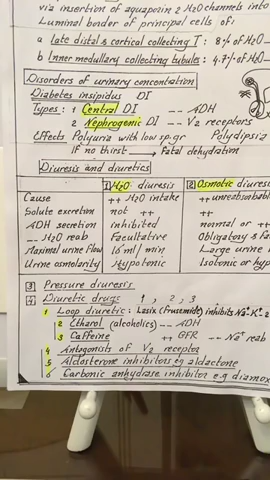 via insertion of aquaporin 2 H2O channels into
Luminal border of principal cells of:
a late distal & cortical collecting T: 8% of H2O
b Inner medullary collecting tubule: 4.7% of H2O
Disorders of urinary concentration
Diabetes insipidus DI
Types: 1 Central DI -- ADH
2 Nephrogenic DI -- V2 receptors
Effects Polyuria with low sp.gr Polydipsia
If no thirst Fatal dehydration
Diuresis and diuretics
1 H2O diuresis 2 Osmotic diures
Cause ++ H2O intake ++ unreabsorbabl
Solute excretion not ++
ADH secretion inhibited normal or ++
-- H2O reab Facultative Obligatory & Fa
Maximal urine flow 16 ml/min Large urine
Urine osmolarity Hypotonic Isotonic or hyp
3 Pressure diuresis
4 Diuretic drugs 1, 2, 3
1 Loop diuretic: Lasix (frusemide) inhibits Na+ K+ 2
2 Ethanol (alcoholics) -- ADH
3 Caffeine ++ GFR -- Na+ reab
4 Antagonists of V2 receptor
5 Aldosterone inhibitors eg aldactone
6 Carbonic anhydrase inhibitor e.g diamox